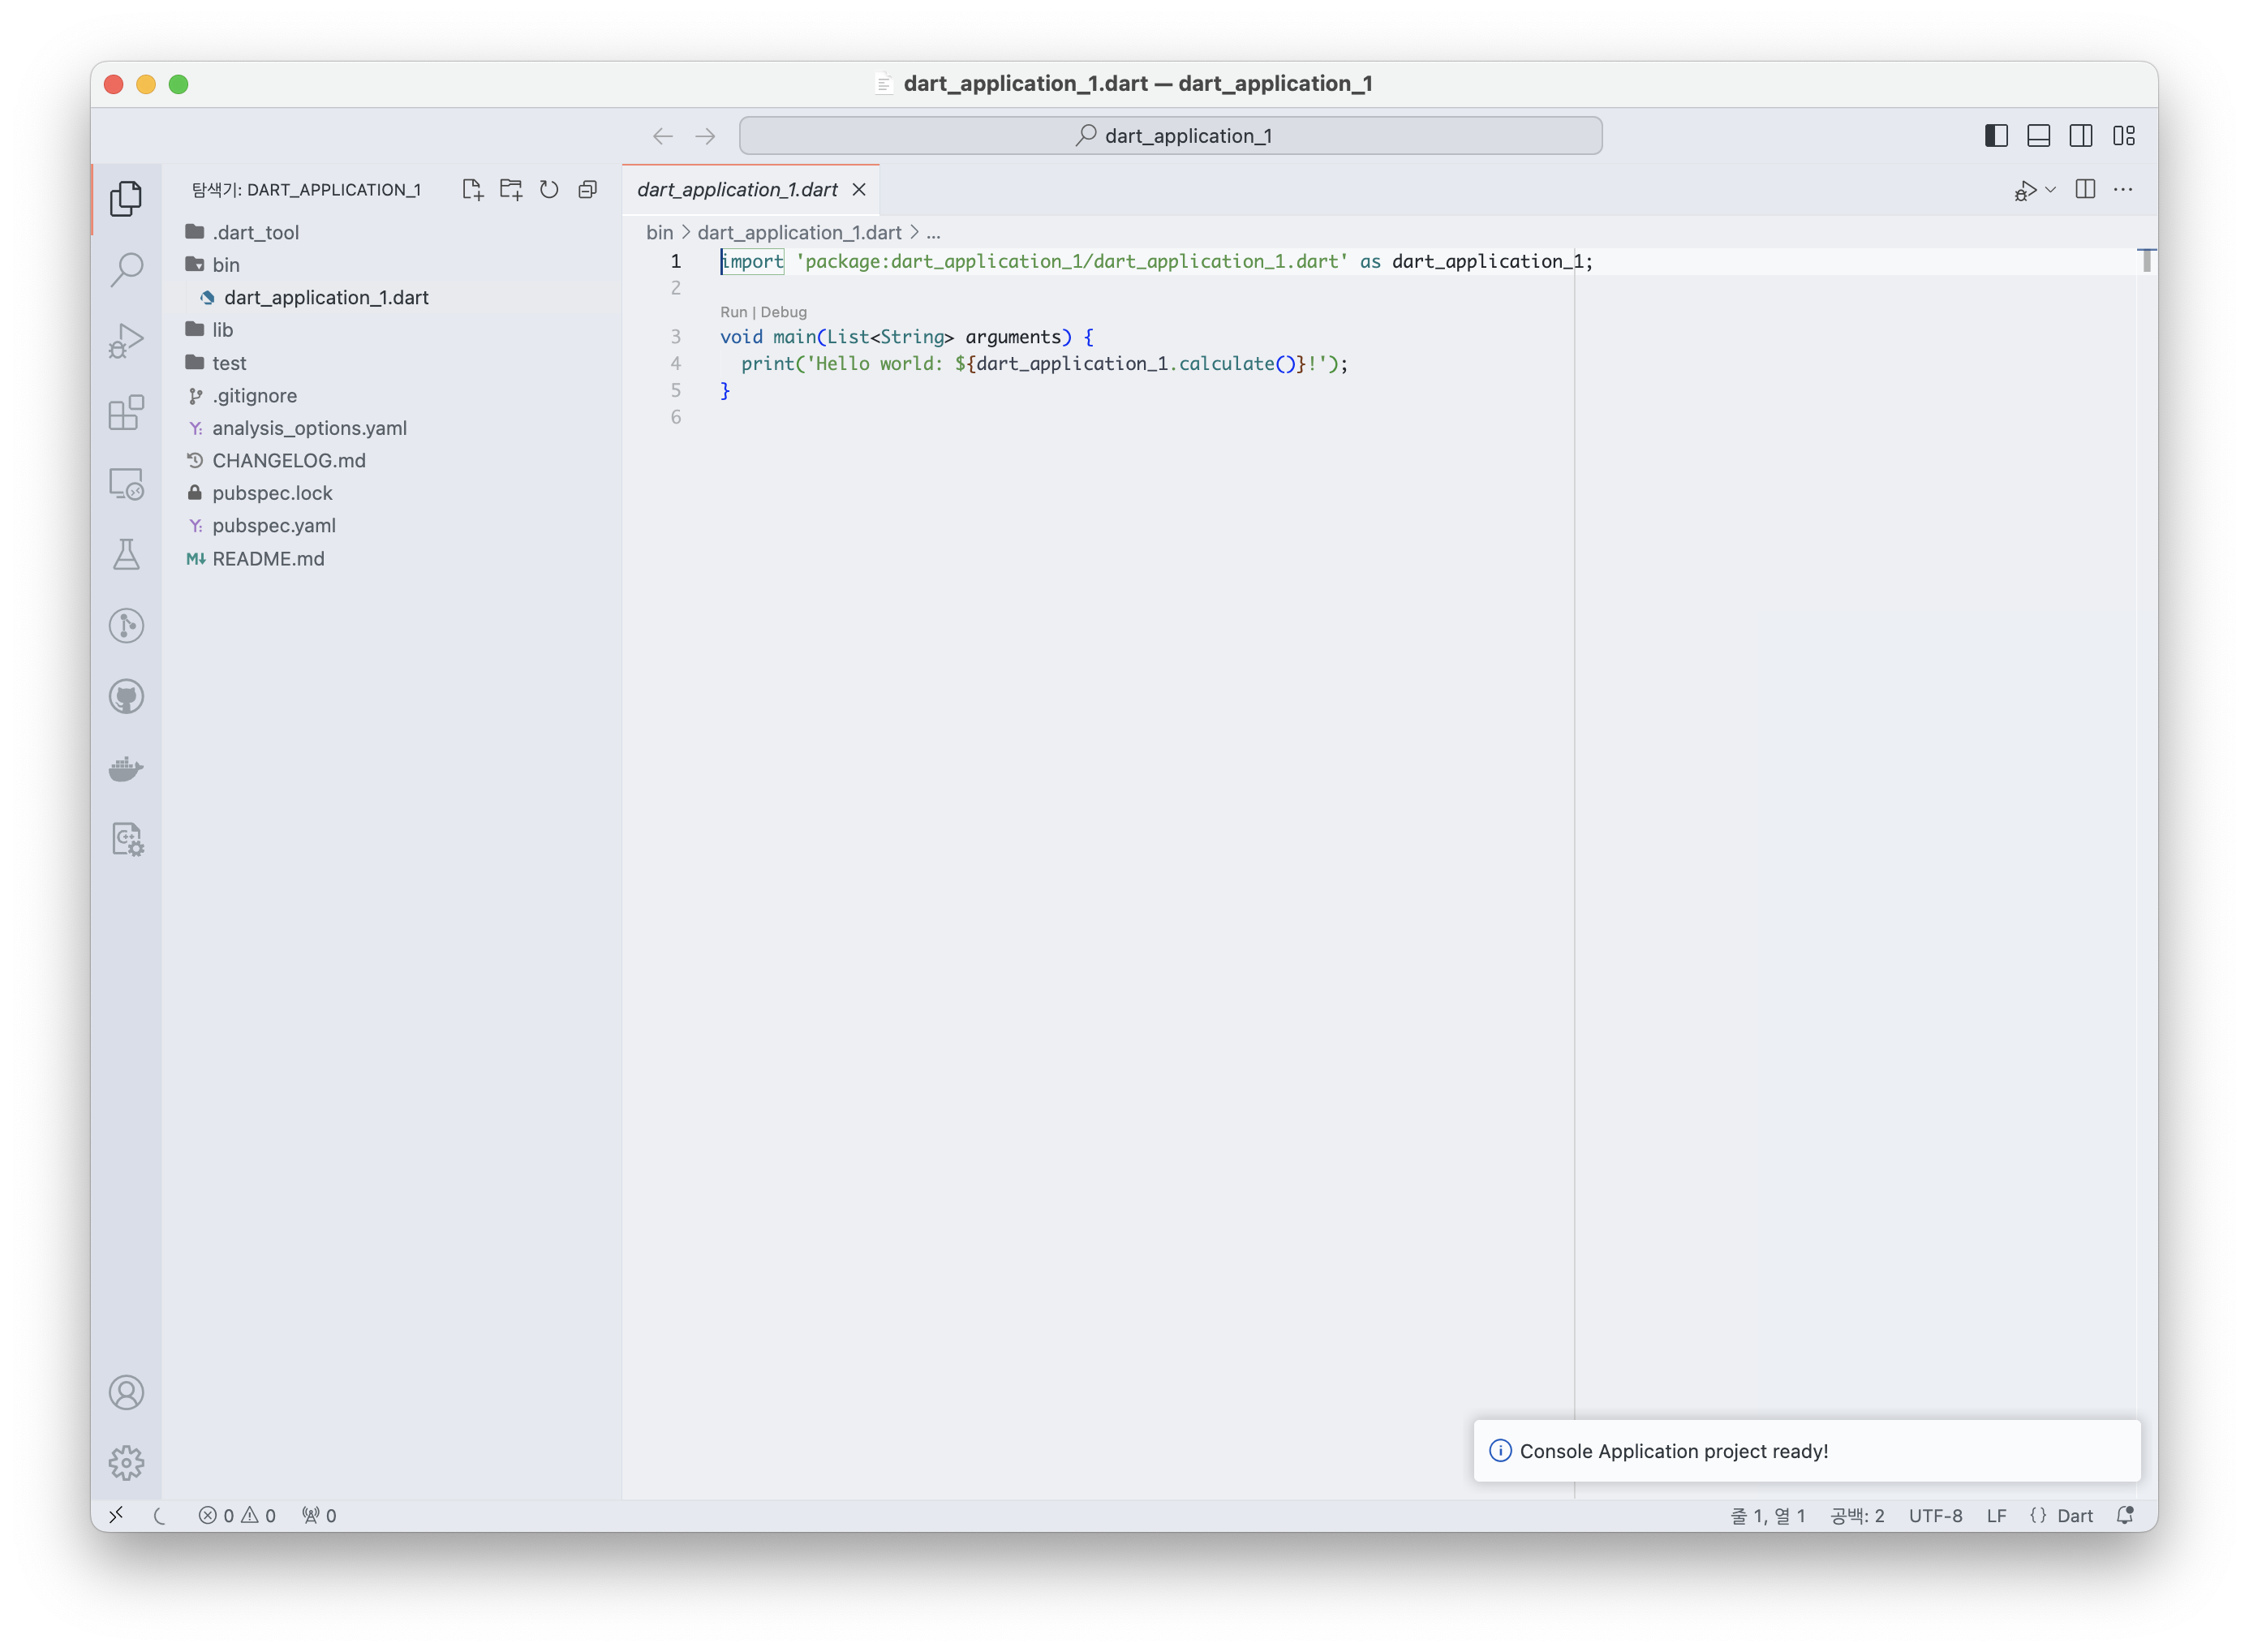 dart_application_1.dart — dart_application_1
dart_application_1
탐색기: DART_APPLICATION_1
.dart_tool
bin
dart_application_1.dart
lib
test
.gitignore
analysis_options.yaml
CHANGELOG.md
pubspec.lock
pubspec.yaml
README.md
dart_application_1.dart
bin > dart_application_1.dart > ...
1 import 'package:dart_application_1/dart_application_1.dart' as dart_application_1;
2
Run | Debug
3 void main(List<String> arguments) {
4   print('Hello world: ${dart_application_1.calculate()}!');
5 }
6
Console Application project ready!
0 0 0
줄 1, 열 1 공백: 2 UTF-8 LF {} Dart